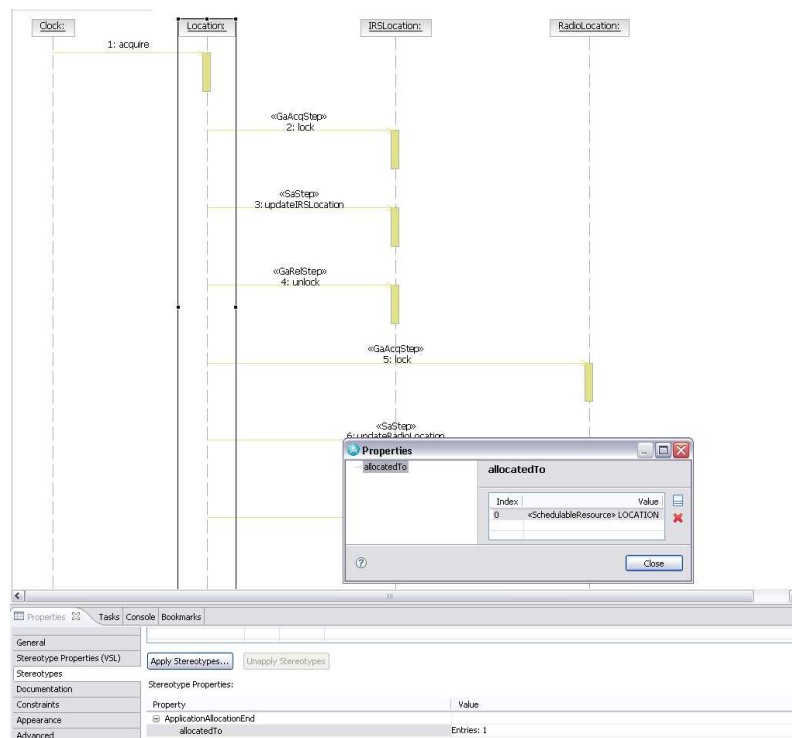 Clock:
Location:
IRSLocation:
RadioLocation:
1: acquire
«GaAcqStep»
2: lock
«SaStep»
3: updateIRSLocation
«GaRelStep»
4: unlock
«GaAcqStep»
5: lock
«SaStep»
6: updateRadioLocation
Properties
allocatedTo
allocatedTo
Index Value
0 «SchedulableResource» LOCATION
Close
Properties Tasks Console Bookmarks
General
Stereotype Properties (VSL)
Stereotypes
Documentation
Constraints
Appearance
Advanced
Apply Stereotypes... Unapply Stereotypes
Stereotype Properties:
Property Value
ApplicationAllocationEnd
allocatedTo Entries: 1